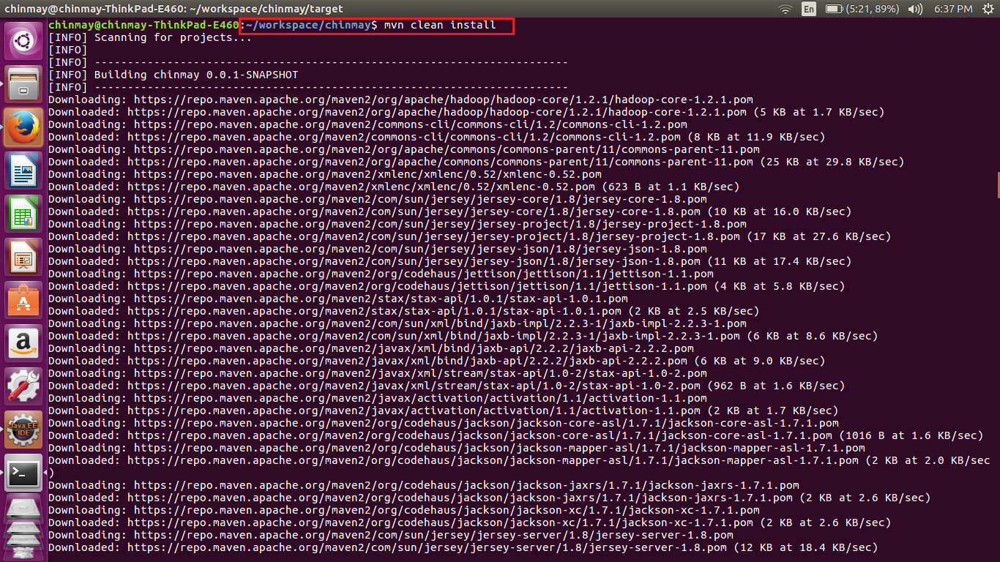 chinmay@chinmay-ThinkPad-E460: ~/workspace/chinmay/target
En
(5:21, 89%)
6:37 PM
chinmay@chinmay-ThinkPad-E460:~/workspace/chinmay$ mvn clean install
[INFO] Scanning for projects...
[INFO]
[INFO] ------------------------------------------------------------------------
[INFO] Building chinmay 0.0.1-SNAPSHOT
[INFO] ------------------------------------------------------------------------
Downloading: https://repo.maven.apache.org/maven2/org/apache/hadoop/hadoop-core/1.2.1/hadoop-core-1.2.1.pom
Downloaded: https://repo.maven.apache.org/maven2/org/apache/hadoop/hadoop-core/1.2.1/hadoop-core-1.2.1.pom (5 KB at 1.7 KB/sec)
Downloading: https://repo.maven.apache.org/maven2/commons-cli/commons-cli/1.2/commons-cli-1.2.pom
Downloaded: https://repo.maven.apache.org/maven2/commons-cli/commons-cli/1.2/commons-cli-1.2.pom (8 KB at 11.9 KB/sec)
Downloading: https://repo.maven.apache.org/maven2/org/apache/commons/commons-parent/11/commons-parent-11.pom
Downloaded: https://repo.maven.apache.org/maven2/org/apache/commons/commons-parent/11/commons-parent-11.pom (25 KB at 29.8 KB/sec)
Downloading: https://repo.maven.apache.org/maven2/xmlenc/xmlenc/0.52/xmlenc-0.52.pom
Downloaded: https://repo.maven.apache.org/maven2/xmlenc/xmlenc/0.52/xmlenc-0.52.pom (623 B at 1.1 KB/sec)
Downloading: https://repo.maven.apache.org/maven2/com/sun/jersey/jersey-core/1.8/jersey-core-1.8.pom
Downloaded: https://repo.maven.apache.org/maven2/com/sun/jersey/jersey-core/1.8/jersey-core-1.8.pom (10 KB at 16.0 KB/sec)
Downloading: https://repo.maven.apache.org/maven2/com/sun/jersey/jersey-project/1.8/jersey-project-1.8.pom
Downloaded: https://repo.maven.apache.org/maven2/com/sun/jersey/jersey-project/1.8/jersey-project-1.8.pom (17 KB at 27.6 KB/sec)
Downloading: https://repo.maven.apache.org/maven2/com/sun/jersey/jersey-json/1.8/jersey-json-1.8.pom
Downloaded: https://repo.maven.apache.org/maven2/com/sun/jersey/jersey-json/1.8/jersey-json-1.8.pom (11 KB at 17.4 KB/sec)
Downloading: https://repo.maven.apache.org/maven2/org/codehaus/jettison/jettison/1.1/jettison-1.1.pom
Downloaded: https://repo.maven.apache.org/maven2/org/codehaus/jettison/jettison/1.1/jettison-1.1.pom (4 KB at 5.8 KB/sec)
Downloading: https://repo.maven.apache.org/maven2/stax/stax-api/1.0.1/stax-api-1.0.1.pom
Downloaded: https://repo.maven.apache.org/maven2/stax/stax-api/1.0.1/stax-api-1.0.1.pom (2 KB at 2.5 KB/sec)
Downloading: https://repo.maven.apache.org/maven2/com/sun/xml/bind/jaxb-impl/2.2.3-1/jaxb-impl-2.2.3-1.pom
Downloaded: https://repo.maven.apache.org/maven2/com/sun/xml/bind/jaxb-impl/2.2.3-1/jaxb-impl-2.2.3-1.pom (6 KB at 8.6 KB/sec)
Downloading: https://repo.maven.apache.org/maven2/javax/xml/bind/jaxb-api/2.2.2/jaxb-api-2.2.2.pom
Downloaded: https://repo.maven.apache.org/maven2/javax/xml/bind/jaxb-api/2.2.2/jaxb-api-2.2.2.pom (6 KB at 9.0 KB/sec)
Downloading: https://repo.maven.apache.org/maven2/javax/xml/stream/stax-api/1.0-2/stax-api-1.0-2.pom
Downloaded: https://repo.maven.apache.org/maven2/javax/xml/stream/stax-api/1.0-2/stax-api-1.0-2.pom (962 B at 1.6 KB/sec)
Downloading: https://repo.maven.apache.org/maven2/javax/activation/activation/1.1/activation-1.1.pom
Downloaded: https://repo.maven.apache.org/maven2/javax/activation/activation/1.1/activation-1.1.pom (2 KB at 1.7 KB/sec)
Downloading: https://repo.maven.apache.org/maven2/org/codehaus/jackson/jackson-core-asl/1.7.1/jackson-core-asl-1.7.1.pom
Downloaded: https://repo.maven.apache.org/maven2/org/codehaus/jackson/jackson-core-asl/1.7.1/jackson-core-asl-1.7.1.pom (1016 B at 1.6 KB/sec)
Downloading: https://repo.maven.apache.org/maven2/org/codehaus/jackson/jackson-mapper-asl/1.7.1/jackson-mapper-asl-1.7.1.pom
Downloaded: https://repo.maven.apache.org/maven2/org/codehaus/jackson/jackson-mapper-asl/1.7.1/jackson-mapper-asl-1.7.1.pom (2 KB at 2.0 KB/sec
)
Downloading: https://repo.maven.apache.org/maven2/org/codehaus/jackson/jackson-jaxrs/1.7.1/jackson-jaxrs-1.7.1.pom
Downloaded: https://repo.maven.apache.org/maven2/org/codehaus/jackson/jackson-jaxrs/1.7.1/jackson-jaxrs-1.7.1.pom (2 KB at 2.6 KB/sec)
Downloading: https://repo.maven.apache.org/maven2/org/codehaus/jackson/jackson-xc/1.7.1/jackson-xc-1.7.1.pom
Downloaded: https://repo.maven.apache.org/maven2/org/codehaus/jackson/jackson-xc/1.7.1/jackson-xc-1.7.1.pom (2 KB at 2.6 KB/sec)
Downloading: https://repo.maven.apache.org/maven2/com/sun/jersey/jersey-server/1.8/jersey-server-1.8.pom
Downloaded: https://repo.maven.apache.org/maven2/com/sun/jersey/jersey-server/1.8/jersey-server-1.8.pom (12 KB at 18.4 KB/sec)
Java EE
IDE